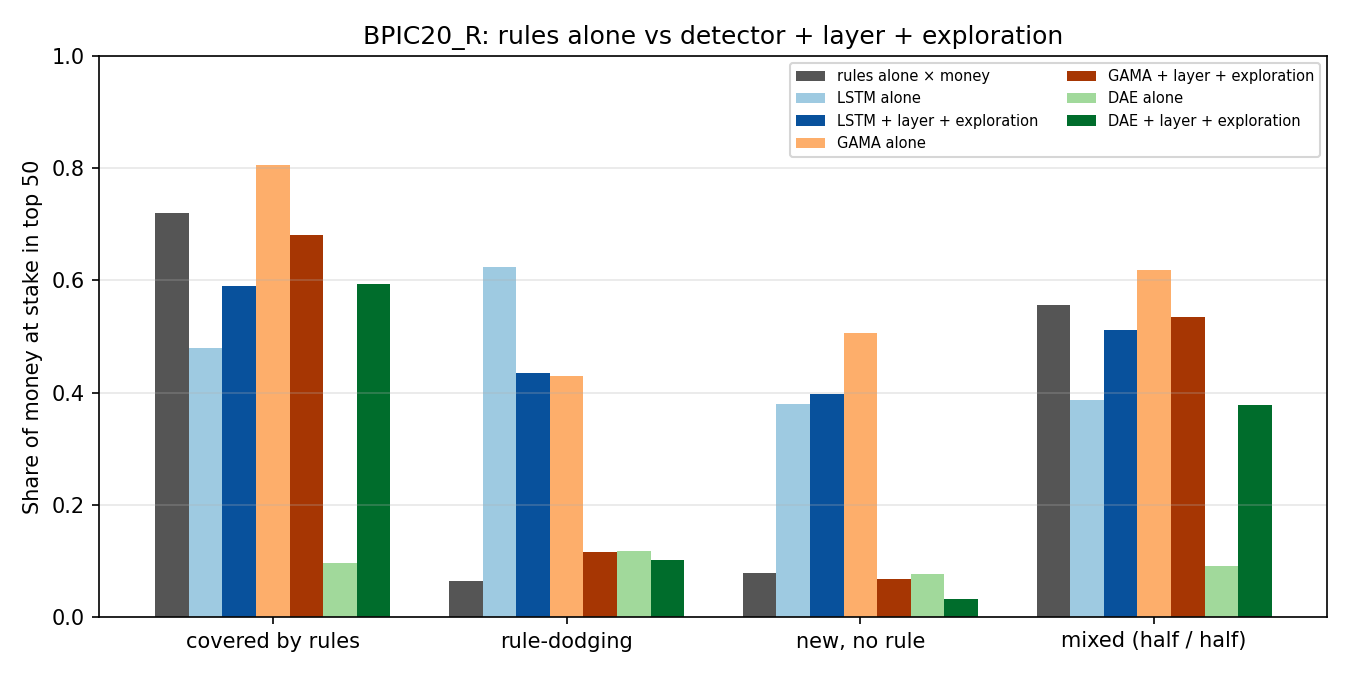 BPIC20_R: rules alone vs detector + layer + exploration
Share of money at stake in top 50
1.0
0.8
0.6
0.4
0.2
0.0
rules alone × money
LSTM alone
LSTM + layer + exploration
GAMA alone
GAMA + layer + exploration
DAE alone
DAE + layer + exploration
covered by rules
rule-dodging
new, no rule
mixed (half / half)